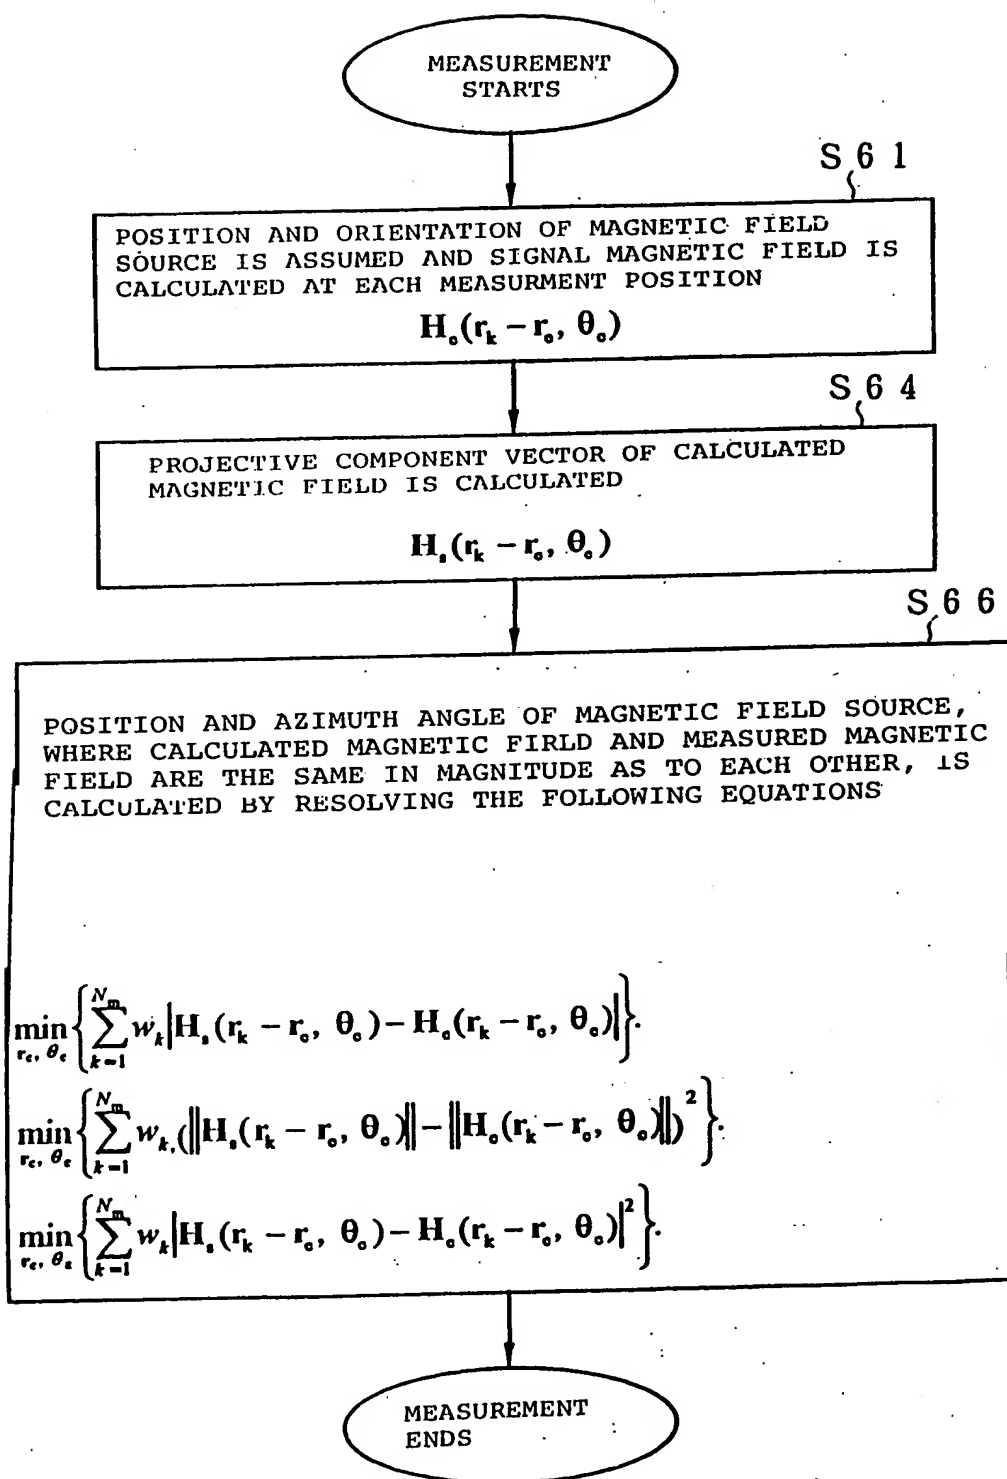 MEASUREMENT
STARTS
S61
POSITION AND ORIENTATION OF MAGNETIC FIELD
SOURCE IS ASSUMED AND SIGNAL MAGNETIC FIELD IS
CALCULATED AT EACH MEASURMENT POSITION
H_c(r_k − r_c, θ_c)
S64
PROJECTIVE COMPONENT VECTOR OF CALCULATED
MAGNETIC FIELD IS CALCULATED
H_s(r_k − r_c, θ_c)
S66
POSITION AND AZIMUTH ANGLE OF MAGNETIC FIELD SOURCE,
WHERE CALCULATED MAGNETIC FIRLD AND MEASURED MAGNETIC
FIELD ARE THE SAME IN MAGNITUDE AS TO EACH OTHER, IS
CALCULATED BY RESOLVING THE FOLLOWING EQUATIONS
min_{r_c, θ_c} {∑_{k=1}^{N_m} w_k |H_s(r_k − r_c, θ_c) − H_c(r_k − r_c, θ_c)|}.
min_{r_c, θ_c} {∑_{k=1}^{N_m} w_k (‖H_s(r_k − r_c, θ_c)‖ − ‖H_c(r_k − r_c, θ_c)‖)^2}.
min_{r_c, θ_c} {∑_{k=1}^{N_m} w_k |H_s(r_k − r_c, θ_c) − H_c(r_k − r_c, θ_c)|^2}.
MEASUREMENT
ENDS